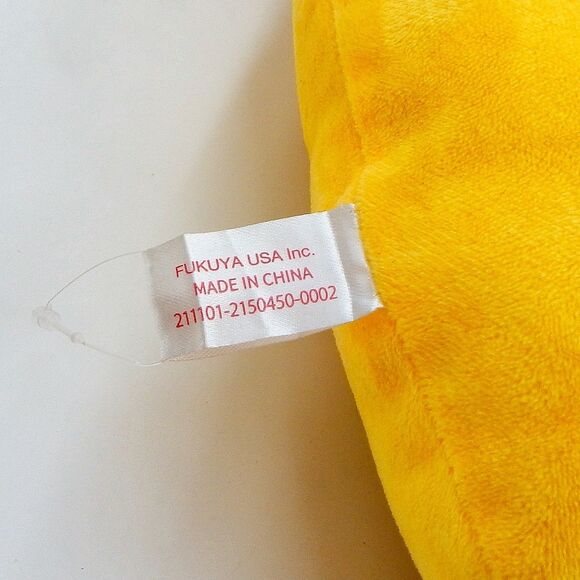 FUKUYA USA Inc.
MADE IN CHINA
211101-2150450-0002